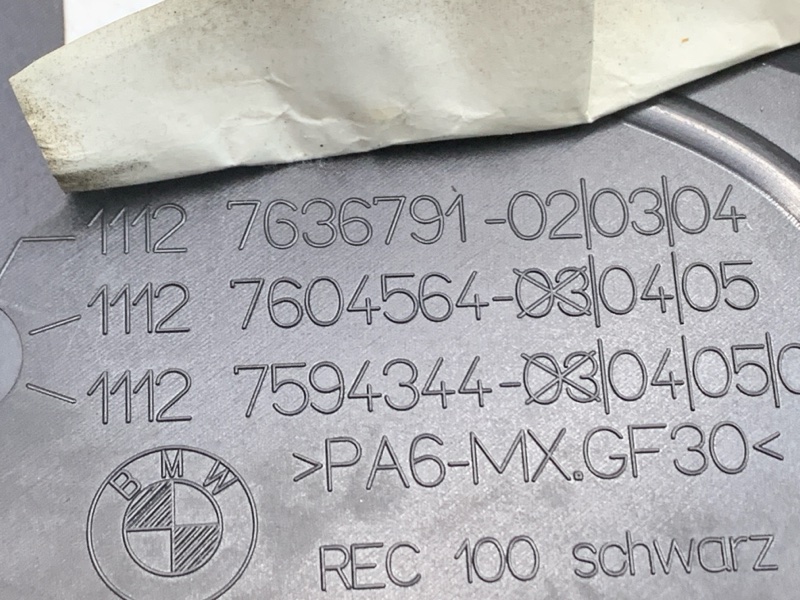 1112 7636791-02/03/04
1112 7604564-03/04/05
1112 7594344-03/04/05/
>PA6-MX.GF30<
BMW
REC 100 schwarz